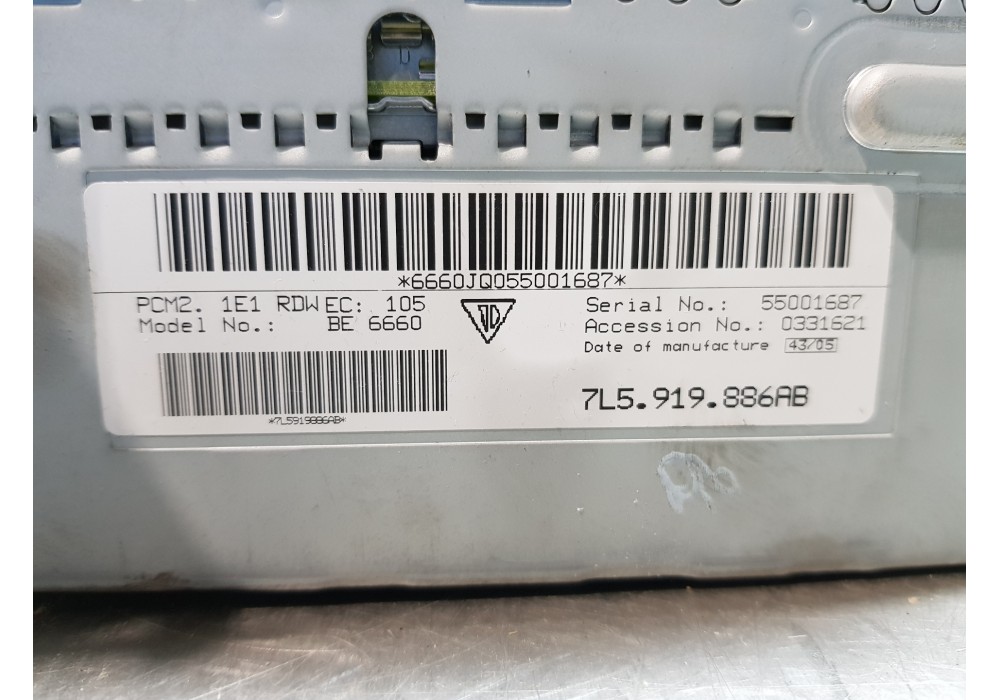 *6660JQ055001687*
PCM2. 1E1 RDW EC: 105
Model No.: BE 6660
Serial No.: 55001687
Accession No.: 0331621
Date of manufacture 43/05
*7L5919886AB*
7L5.919.886AB